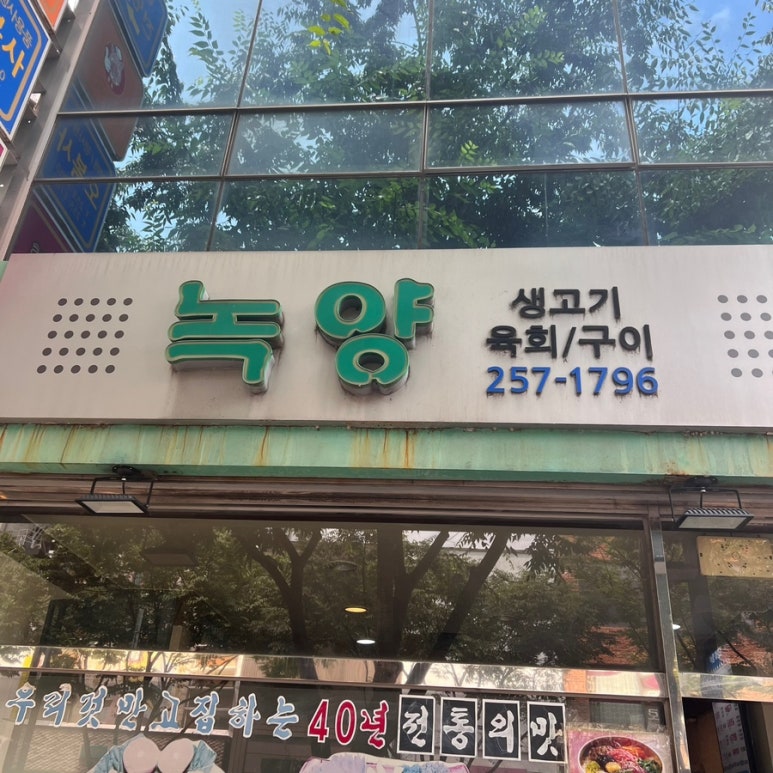 녹양
생고기
육회/구이
257-1796
우리것만고집하는 40년 전통의맛